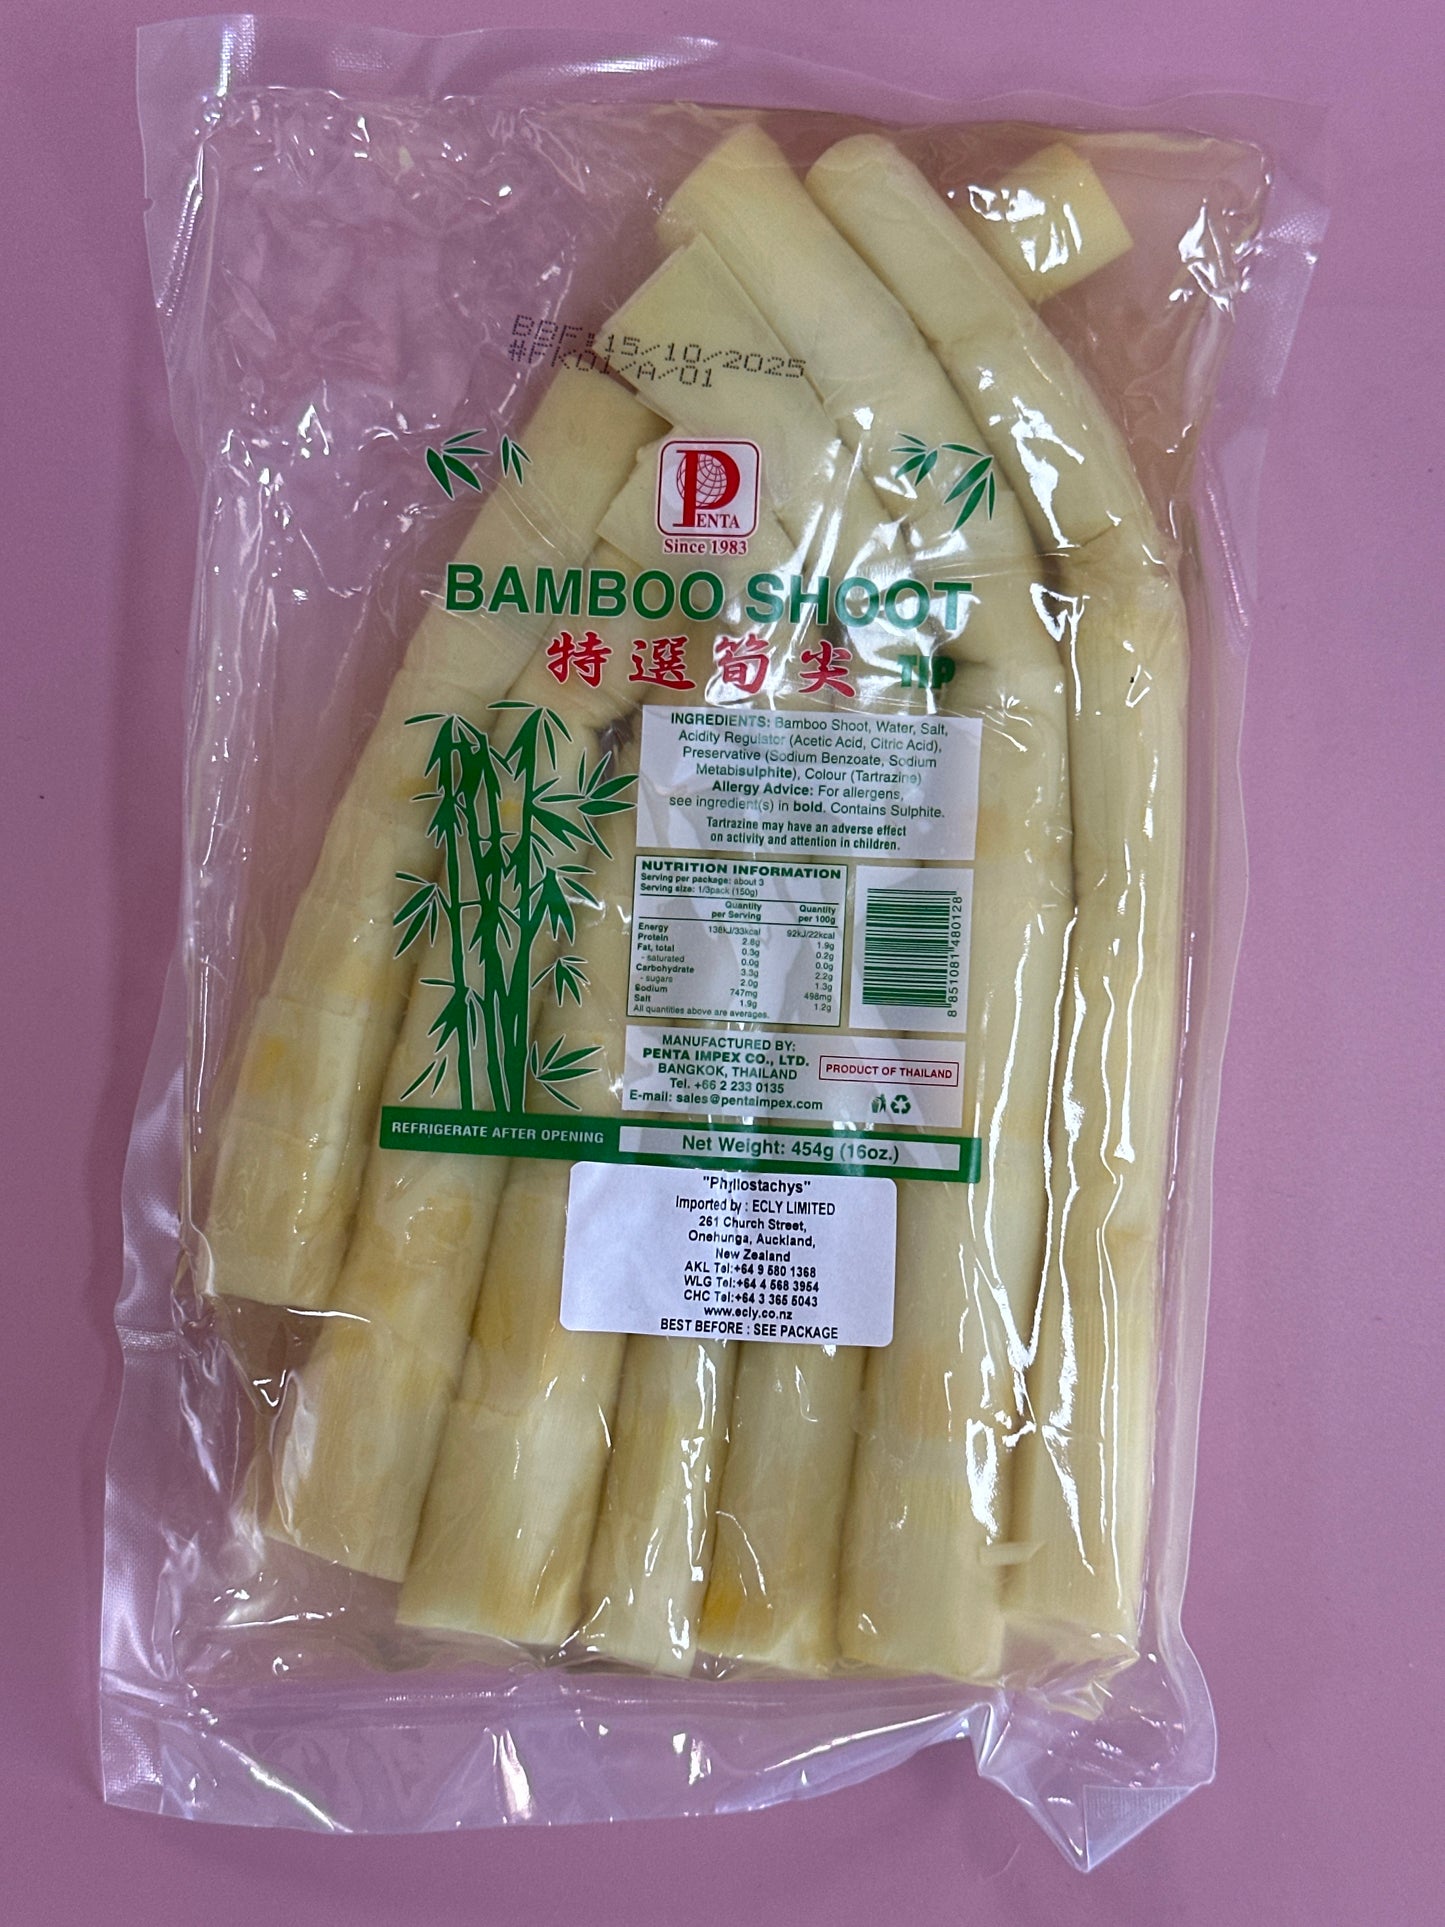 BBF:15/10/2025
#PK01/A/01
PENTA
Since 1983
BAMBOO SHOOT
特選筍尖 TIP
INGREDIENTS: Bamboo Shoot, Water, Salt,
Acidity Regulator (Acetic Acid, Citric Acid),
Preservative (Sodium Benzoate, Sodium
Metabisulphite), Colour (Tartrazine)
Allergy Advice: For allergens,
see ingredient(s) in bold. Contains Sulphite.
Tartrazine may have an adverse effect
on activity and attention in children.
NUTRITION INFORMATION
Serving per package: about 3
Serving size: 1/3pack (150g)
Quantity per Serving Quantity per 100g
Energy 138kJ/33kcal 92kJ/22kcal
Protein 2.8g 1.9g
Fat, total 0.3g 0.2g
- saturated 0.0g 0.0g
Carbohydrate 3.3g 2.2g
- sugars 2.0g 1.3g
Sodium 747mg 498mg
Salt 1.9g 1.2g
All quantities above are averages.
8 851081 480128
MANUFACTURED BY:
PENTA IMPEX CO., LTD.
BANGKOK, THAILAND
Tel. +66 2 233 0135
E-mail: sales@pentaimpex.com
PRODUCT OF THAILAND
REFRIGERATE AFTER OPENING
Net Weight: 454g (16oz.)
"Phyllostachys"
Imported by : ECLY LIMITED
261 Church Street,
Onehunga, Auckland,
New Zealand
AKL Tel:+64 9 580 1368
WLG Tel:+64 4 568 3954
CHC Tel:+64 3 365 5043
www.ecly.co.nz
BEST BEFORE : SEE PACKAGE